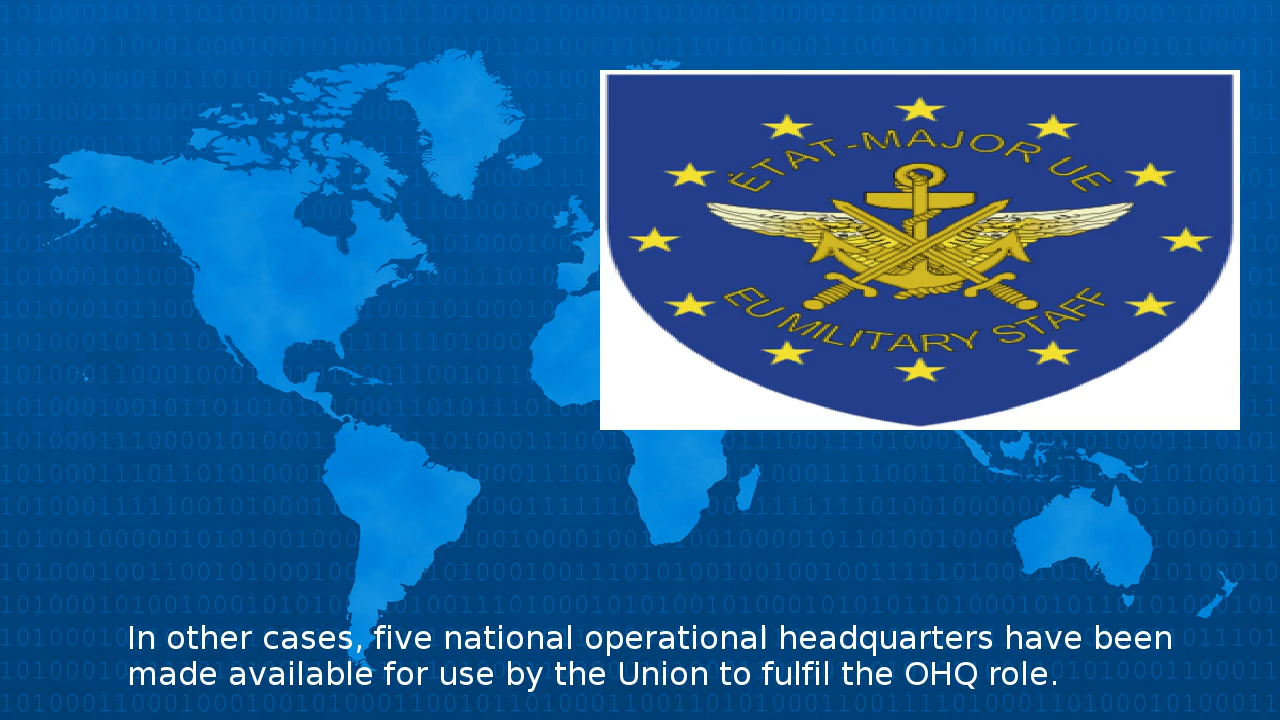 ÉTAT-MAJOR UE
EU MILITARY STAFF
In other cases, five national operational headquarters have been
made available for use by the Union to fulfil the OHQ role.